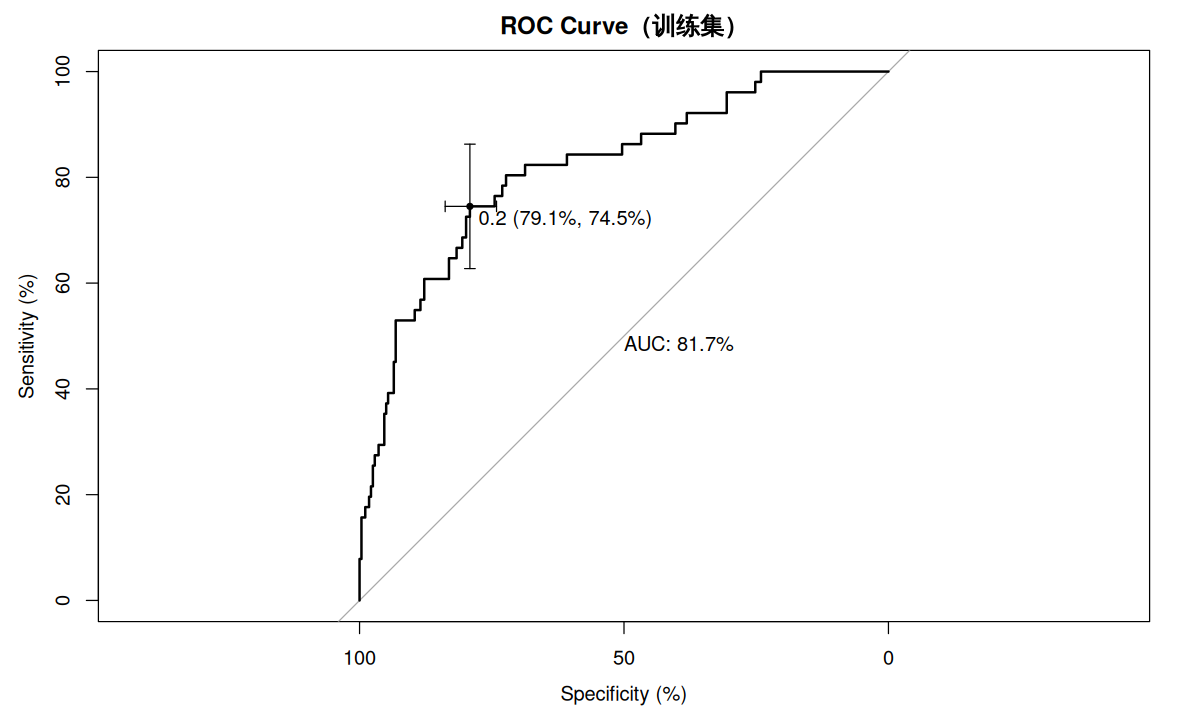 ROC Curve（训练集）
100
80
60
40
20
0
Sensitivity (%)
0.2 (79.1%, 74.5%)
AUC: 81.7%
100 50 0
Specificity (%)